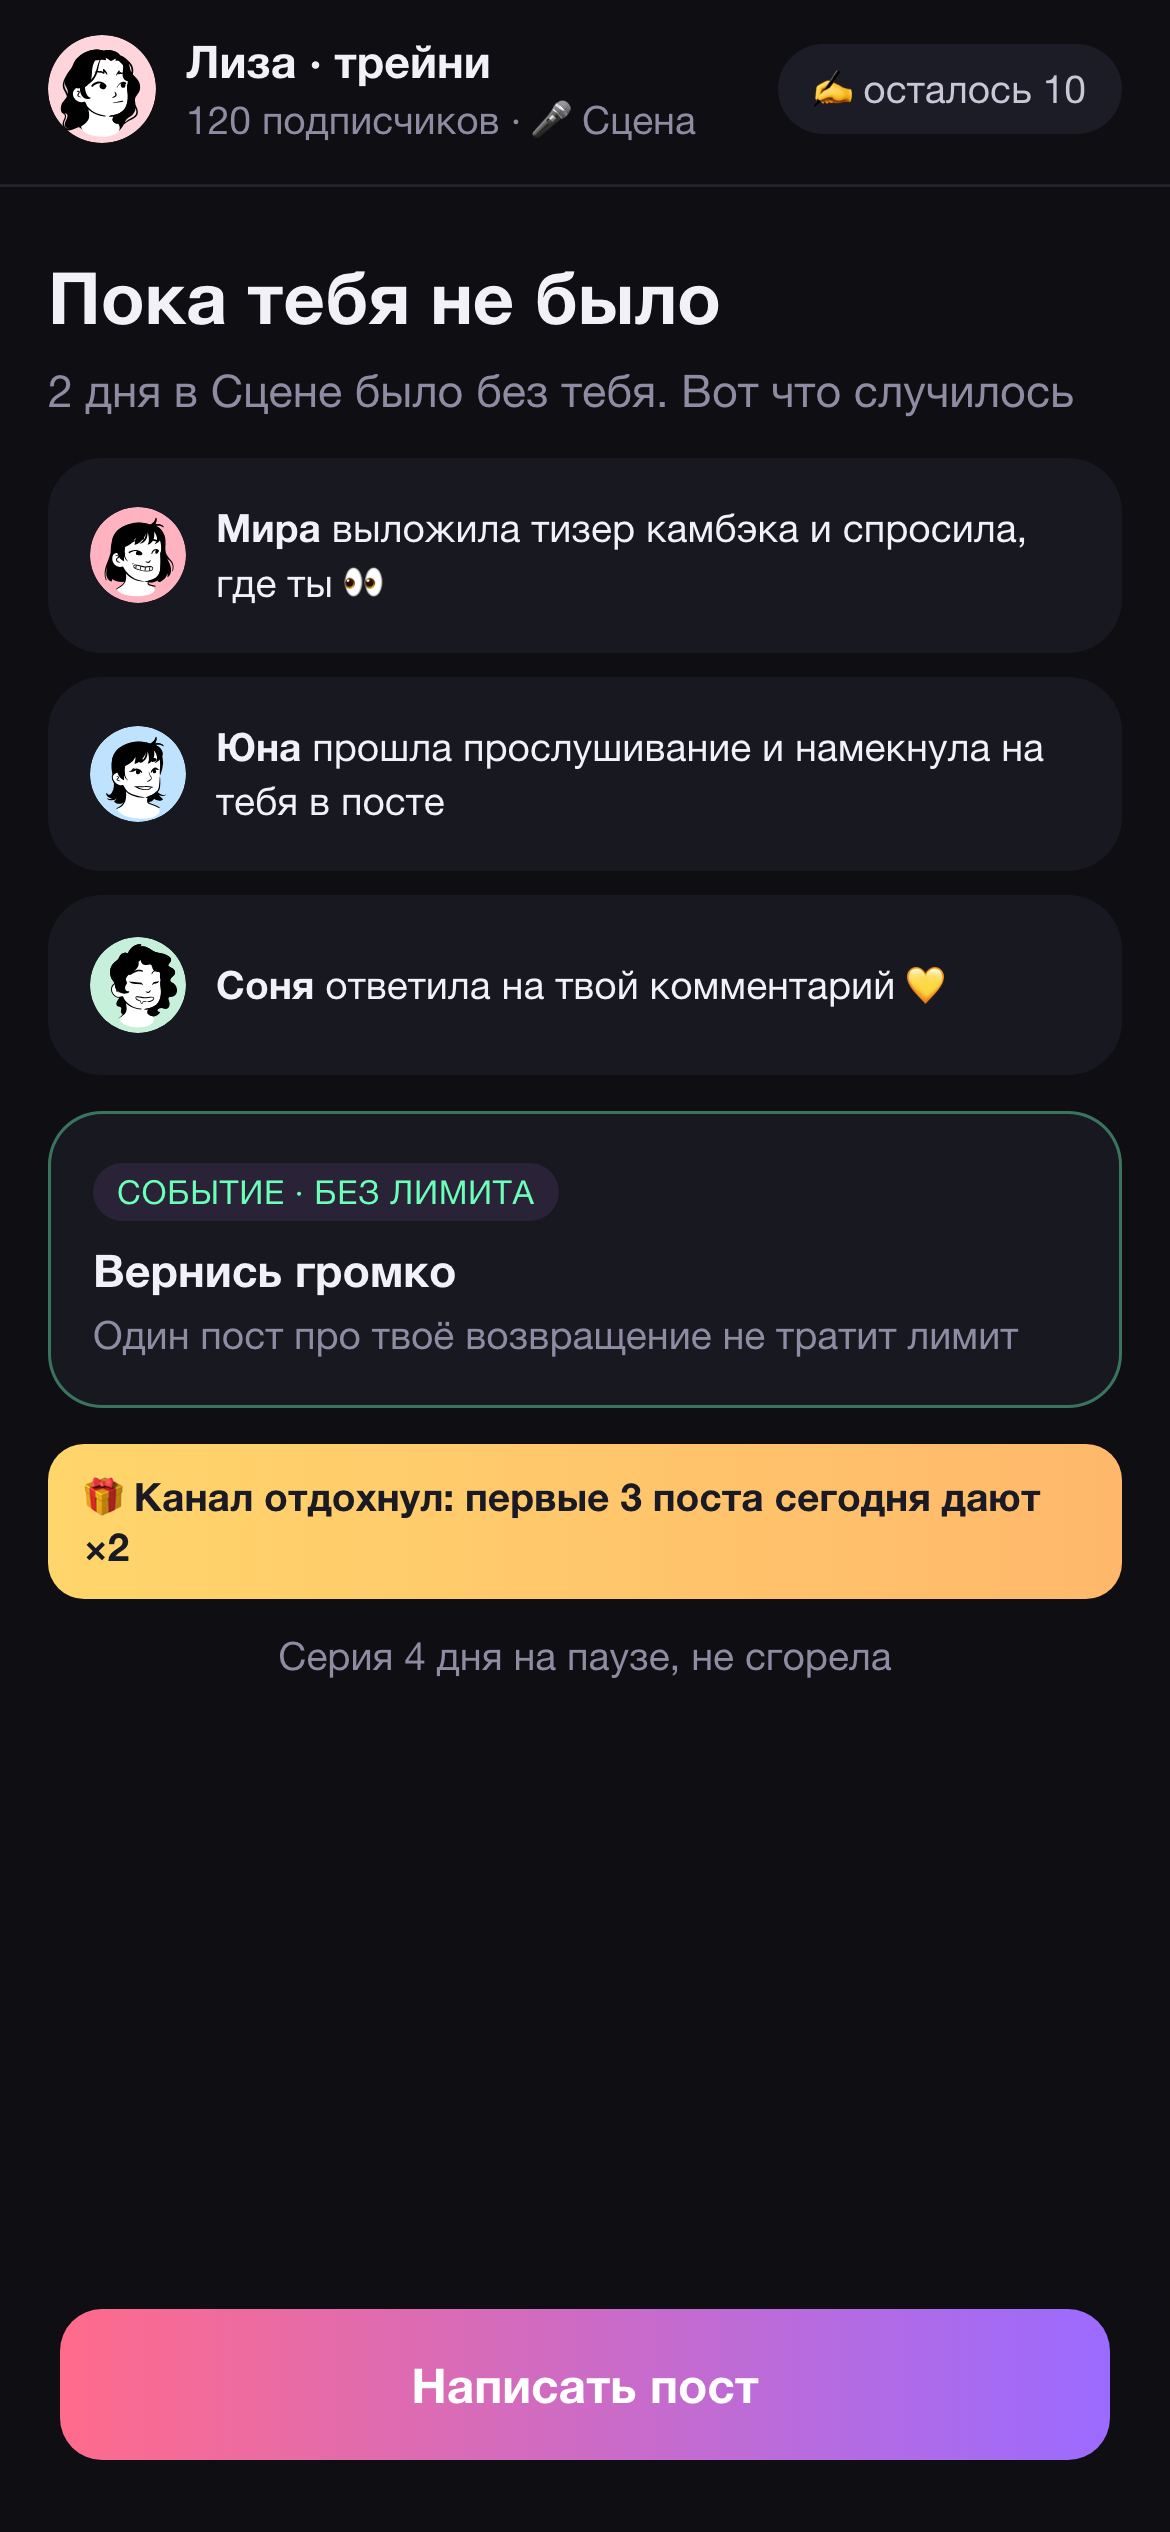 Лиза · трейни
120 подписчиков · 🎤 Сцена
✍️ осталось 10
Пока тебя не было
2 дня в Сцене было без тебя. Вот что случилось
Мира выложила тизер камбэка и спросила,
где ты 👀
Юна прошла прослушивание и намекнула на
тебя в посте
Соня ответила на твой комментарий 💛
СОБЫТИЕ · БЕЗ ЛИМИТА
Вернись громко
Один пост про твоё возвращение не тратит лимит
🎁 Канал отдохнул: первые 3 поста сегодня дают
×2
Серия 4 дня на паузе, не сгорела
Написать пост